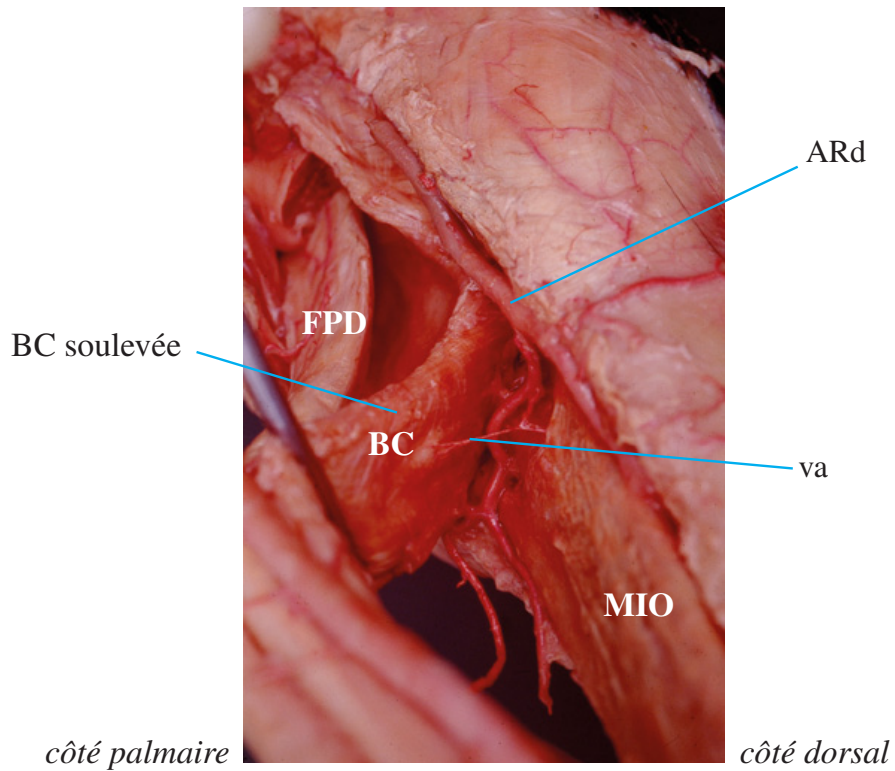 ARd
FPD
BC soulevée
BC
va
MIO
côté palmaire
côté dorsal